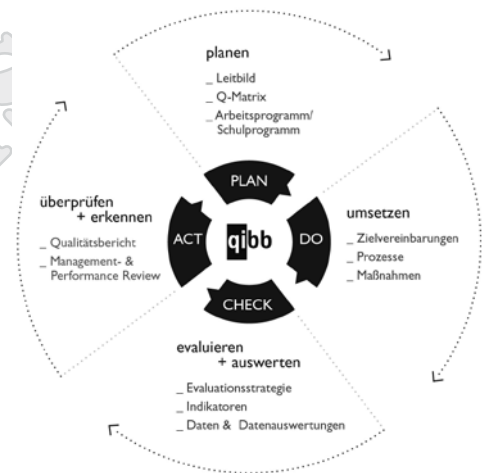 planen
_ Leitbild
_ Q-Matrix
_ Arbeitsprogramm/
Schulprogramm
PLAN
umsetzen
_ Zielvereinbarungen
_ Prozesse
_ Maßnahmen
DO
qibb
ACT
überprüfen
+ erkennen
_ Qualitätsbericht
_ Management- &
Performance Review
CHECK
evaluieren
+ auswerten
_ Evaluationsstrategie
_ Indikatoren
_ Daten & Datenauswertungen